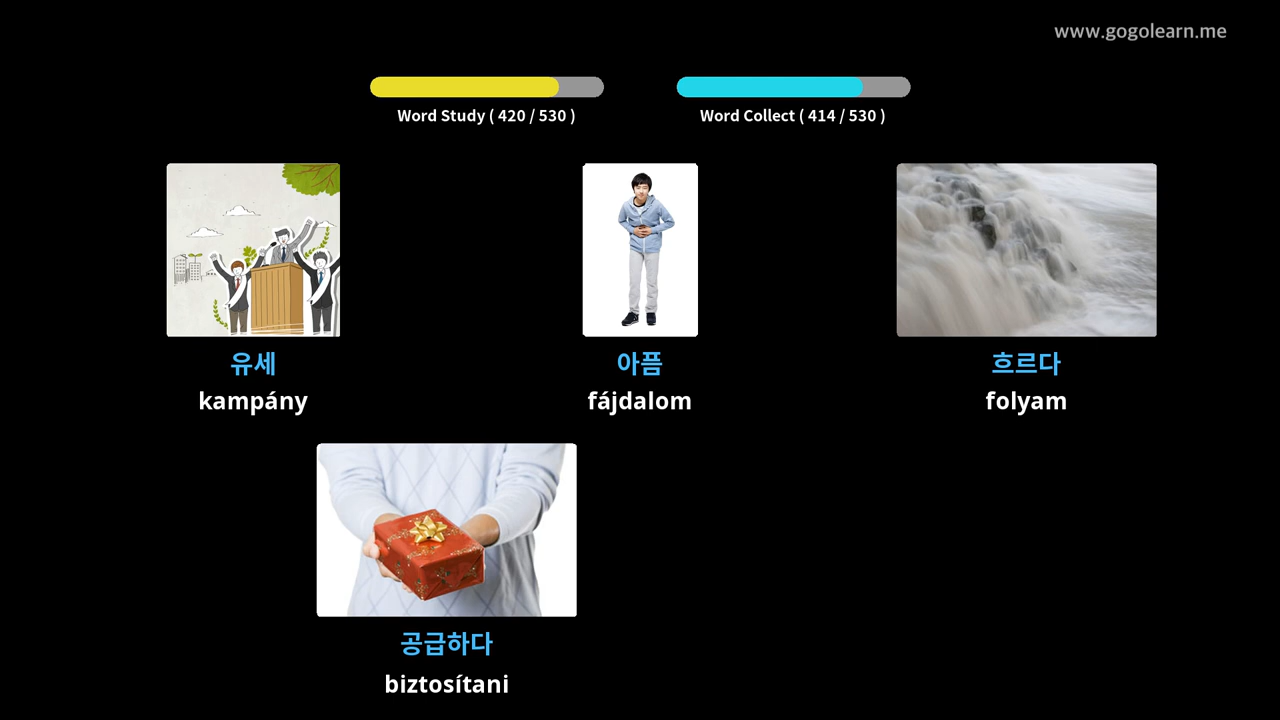 www.gogolearn.me
Word Study ( 420 / 530 )
Word Collect ( 414 / 530 )
유세
kampány
아픔
fájdalom
흐르다
folyam
공급하다
biztosítani